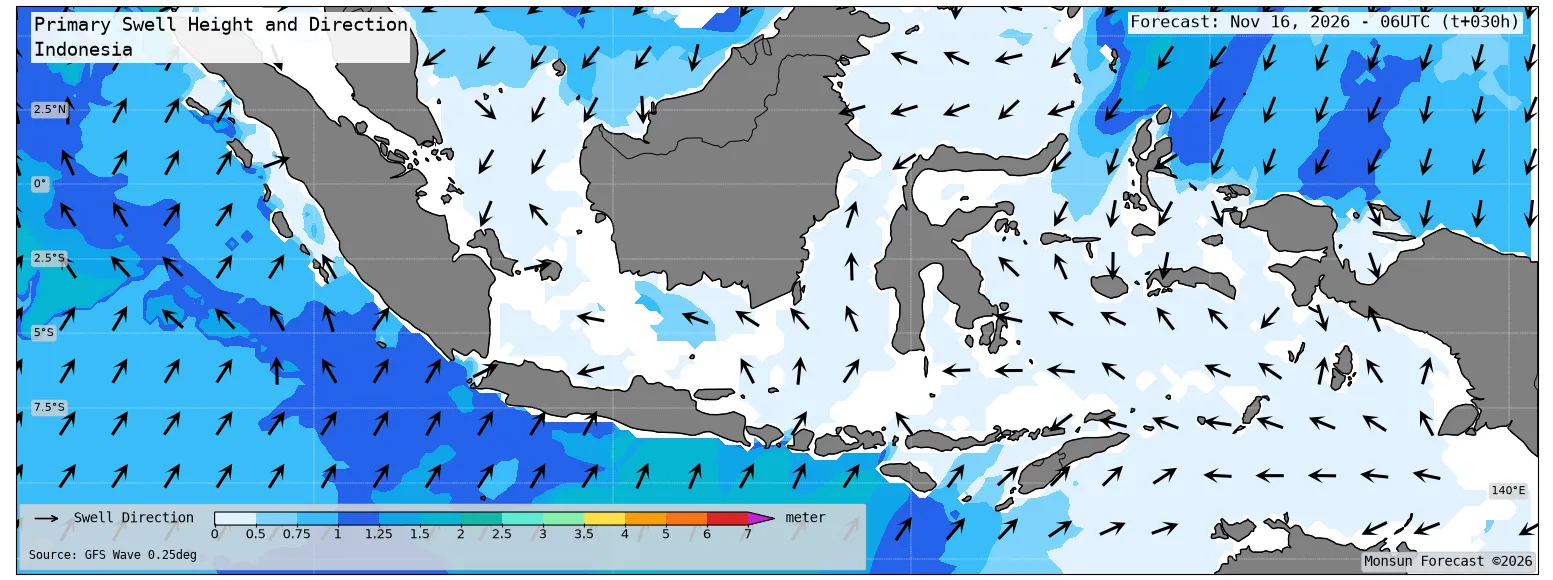 Primary Swell Height and Direction
Indonesia
Forecast: Nov 16, 2026 - 06UTC (t+030h)
2.5°N
0°
2.5°S
5°S
7.5°S
140°E
Swell Direction
0 0.5 0.75 1 1.25 1.5 2 2.5 3 3.5 4 5 6 7
meter
Source: GFS Wave 0.25deg
Monsun Forecast ©2026